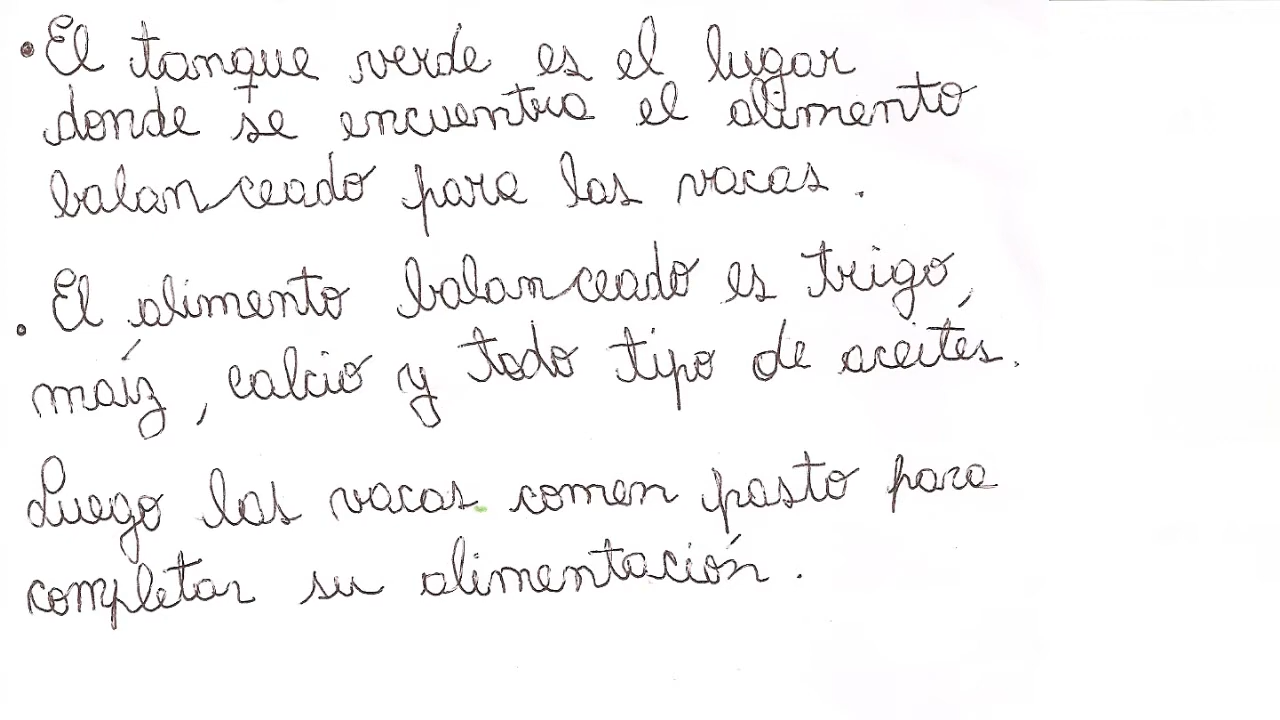 • El tanque verde es el lugar
donde se encuentra el alimento
balanceado para las vacas.
. El alimento balanceado es trigo,
maíz, calcio y todo tipo de aceites.
Luego las vacas comen pasto para
completar su alimentación.